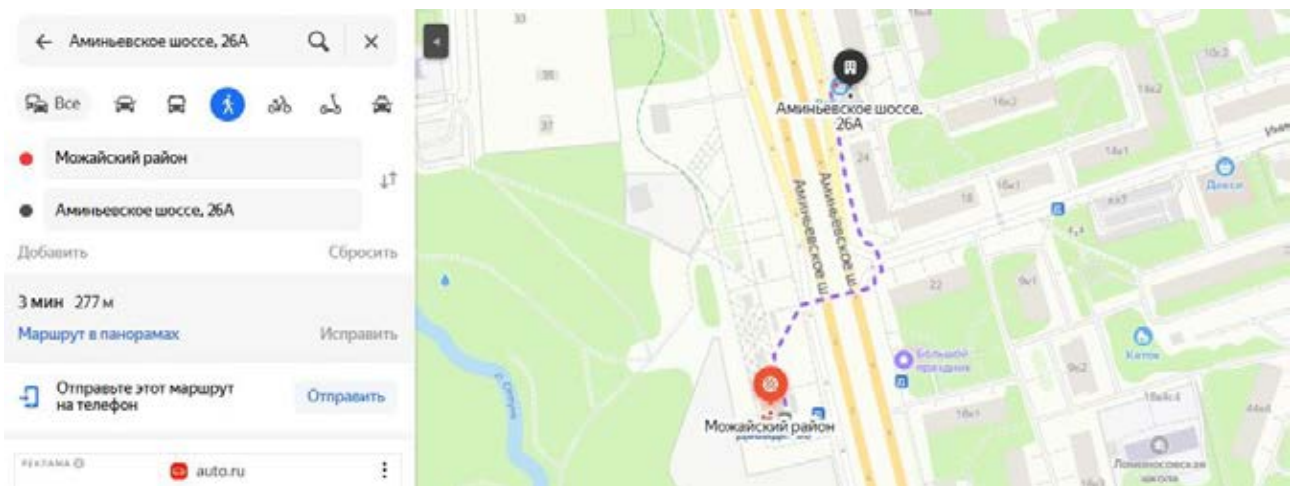 Аминьевское шоссе, 26А
Все
Можайский район
Аминьевское шоссе, 26А
Добавить
Сбросить
3 мин 277 м
Маршрут в панорамах
Исправить
Отправьте этот маршрут
на телефон
Отправить
РЕКЛАМА
auto.ru
33
35
37
Аминьевское шоссе,
26А
24
16к2
14к2
14к1
18
16к1
Дикси
Аминьевское ш
Аминьевское ш
22
9к1
Большой
праздник
Каток
9к2
Можайский район
18к1
44к4
Ломоносовская
школа